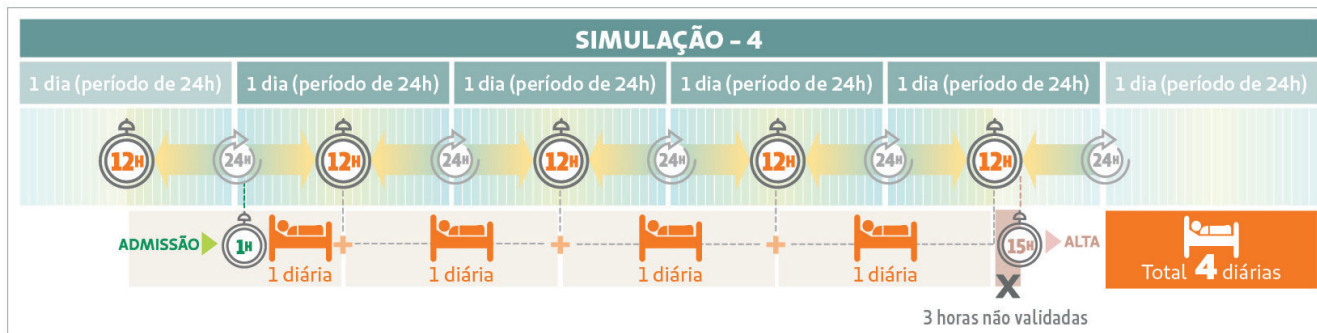 SIMULAÇÃO – 4
1 dia (período de 24h) 1 dia (período de 24h) 1 dia (período de 24h) 1 dia (período de 24h) 1 dia (período de 24h) 1 dia (período de 24h)
12H 24H 12H 24H 12H 24H 12H 24H 12H 24H
ADMISSÃO 1H + + + 15H ALTA
1 diária 1 diária 1 diária 1 diária X Total 4 diárias
3 horas não validadas